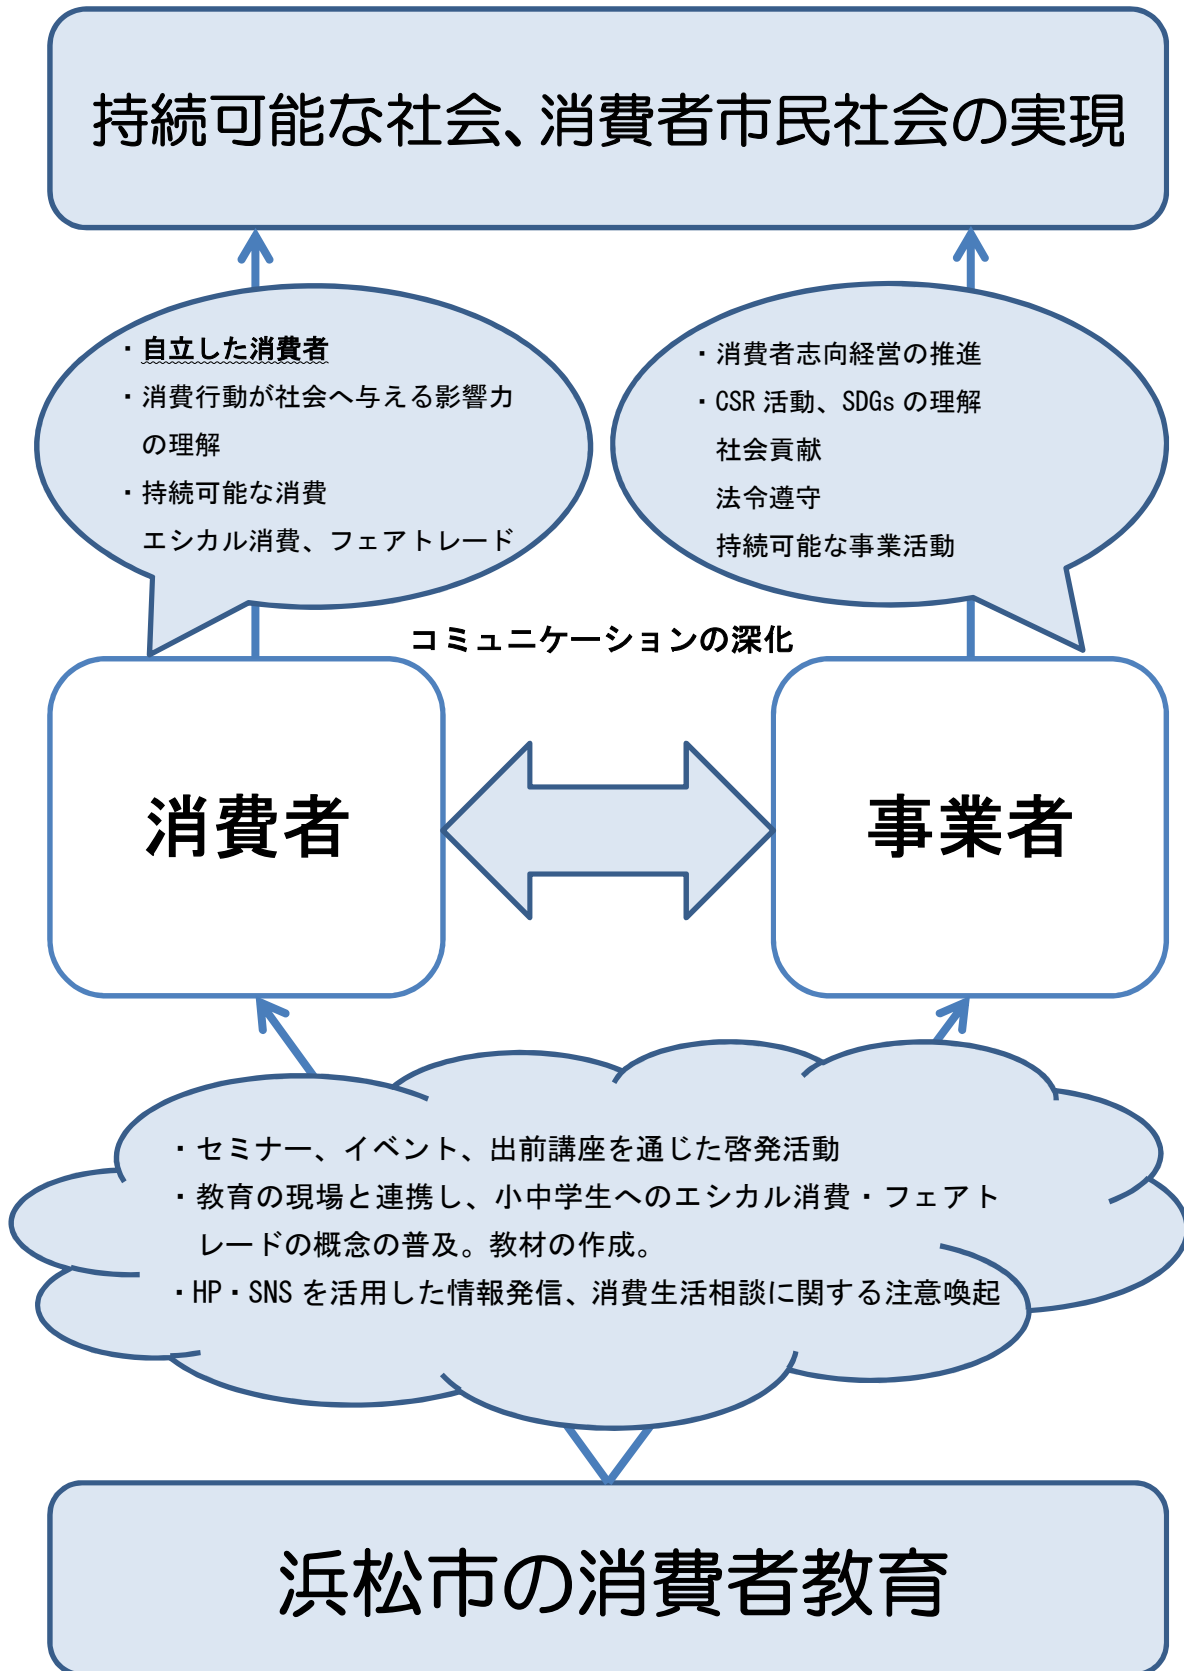 持続可能な社会、消費者市民社会の実現
・自立した消費者
・消費行動が社会へ与える影響力
の理解
・持続可能な消費
エシカル消費、フェアトレード
・消費者志向経営の推進
・CSR 活動、SDGs の理解
社会貢献
法令遵守
持続可能な事業活動
コミュニケーションの深化
消費者
事業者
・セミナー、イベント、出前講座を通じた啓発活動
・教育の現場と連携し、小中学生へのエシカル消費・フェアト
レードの概念の普及。教材の作成。
・HP・SNS を活用した情報発信、消費生活相談に関する注意喚起
浜松市の消費者教育